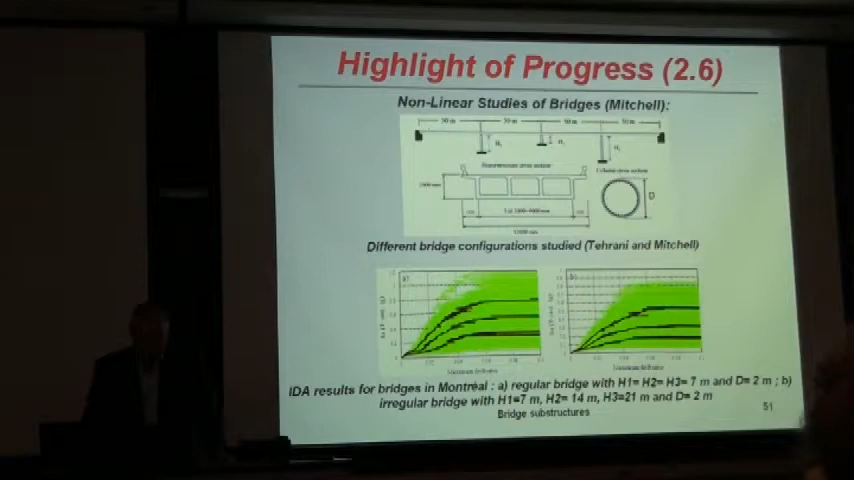 Highlight of Progress (2.6)
Non-Linear Studies of Bridges (Mitchell):
50 m
D
Different bridge configurations studied (Tehrani and Mitchell)
a)
IDA results for bridges in Montréal : a) regular bridge with H1= H2= H3= 7 m and D= 2 m ; b)
irregular bridge with H1=7 m, H2= 14 m, H3=21 m and D= 2 m
Bridge substructures
51